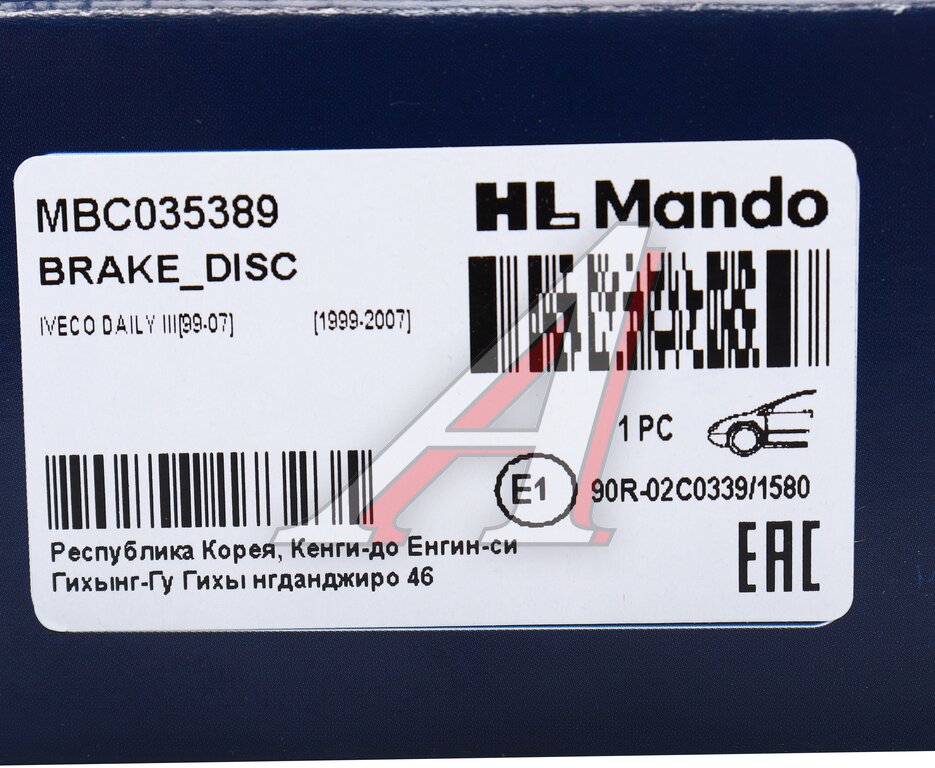 MBC035389
HL Mando
BRAKE_DISC
IVECO DAILY III[99-07] [1999-2007]
1 PC
E1 90R-02C0339/1580
Республика Корея, Кенги-до Енгин-си
Гихынг-Гу Гихы нгданджиро 46
EAC